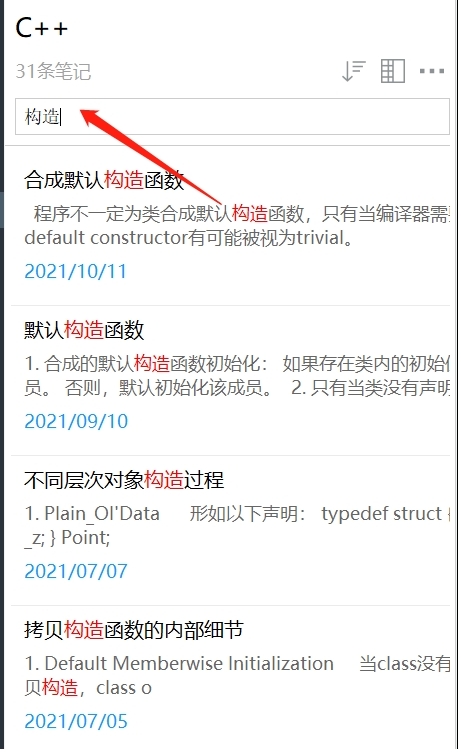 C++
31条笔记
构造
合成默认构造函数
程序不一定为类合成默认构造函数，只有当编译器需
default constructor有可能被视为trivial。
2021/10/11
默认构造函数
1. 合成的默认构造函数初始化： 如果存在类内的初始
员。 否则，默认初始化该成员。 2. 只有当类没有声明
2021/09/10
不同层次对象构造过程
1. Plain_Ol'Data 形如以下声明： typedef struct {
_z; } Point;
2021/07/07
拷贝构造函数的内部细节
1. Default Memberwise Initialization 当class没有
贝构造，class o
2021/07/05